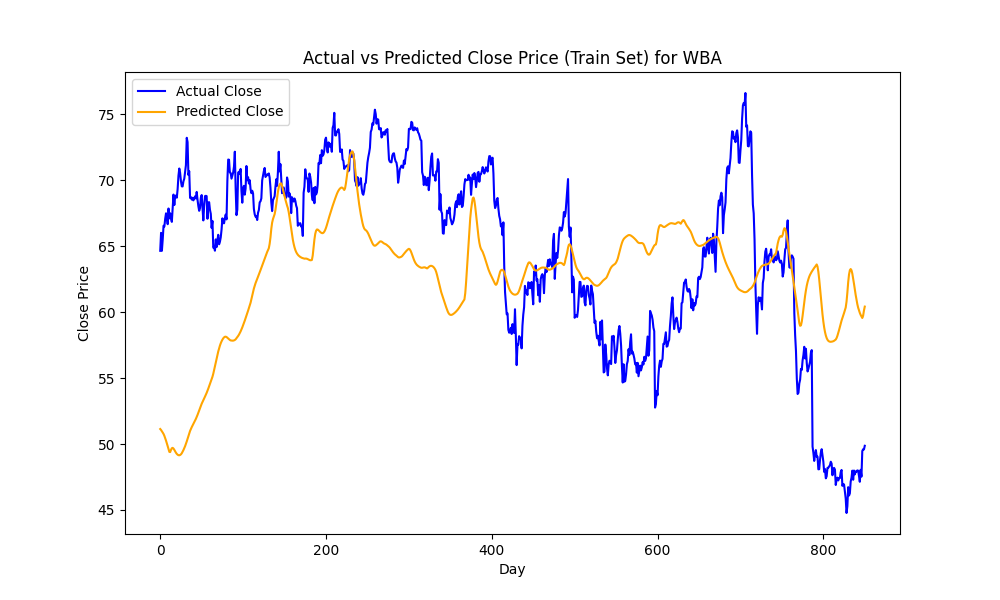 Actual vs Predicted Close Price (Train Set) for WBA
Actual Close
Predicted Close
Close Price
75
70
65
60
55
50
45
0 200 400 600 800
Day